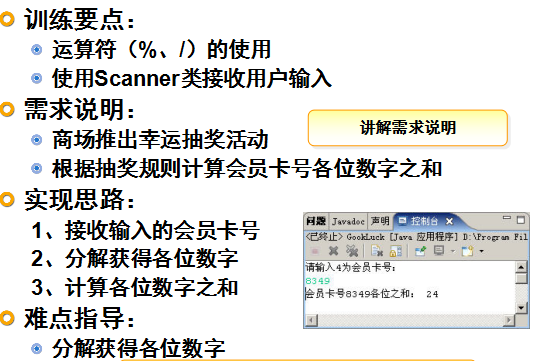 训练要点:
运算符(%、/)的使用
使用Scanner类接收用户输入
需求说明:
讲解需求说明
商场推出幸运抽奖活动
根据抽奖规则计算会员卡号各位数字之和
实现思路:
1、接收输入的会员卡号
2、分解获得各位数字
3、计算各位数字之和
问题 Javadoc 声明 控制台
<已终止> GookLuck [Java 应用程序] D:\Program Fil
请输入4为会员卡号:
8349
会员卡号8349各位之和: 24
难点指导:
分解获得各位数字